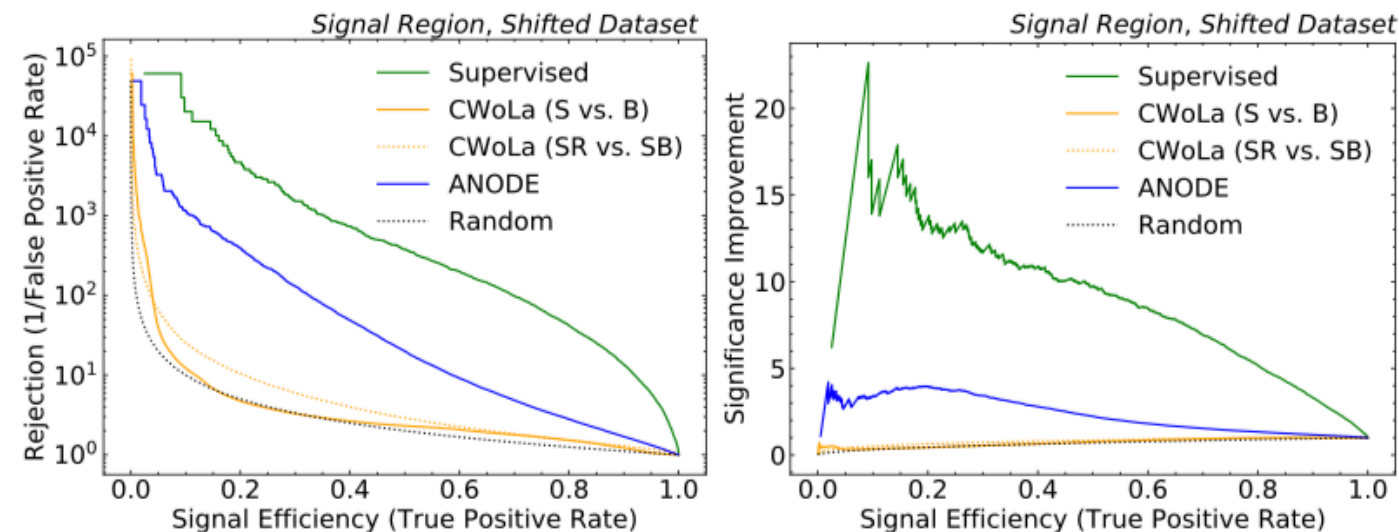 Signal Region, Shifted Dataset
Rejection (1/False Positive Rate)
10^5
10^4
10^3
10^2
10^1
10^0
Supervised
CWoLa (S vs. B)
CWoLa (SR vs. SB)
ANODE
Random
0.0 0.2 0.4 0.6 0.8 1.0
Signal Efficiency (True Positive Rate)
Signal Region, Shifted Dataset
Significance Improvement
20
15
10
5
0
Supervised
CWoLa (S vs. B)
CWoLa (SR vs. SB)
ANODE
Random
0.0 0.2 0.4 0.6 0.8 1.0
Signal Efficiency (True Positive Rate)